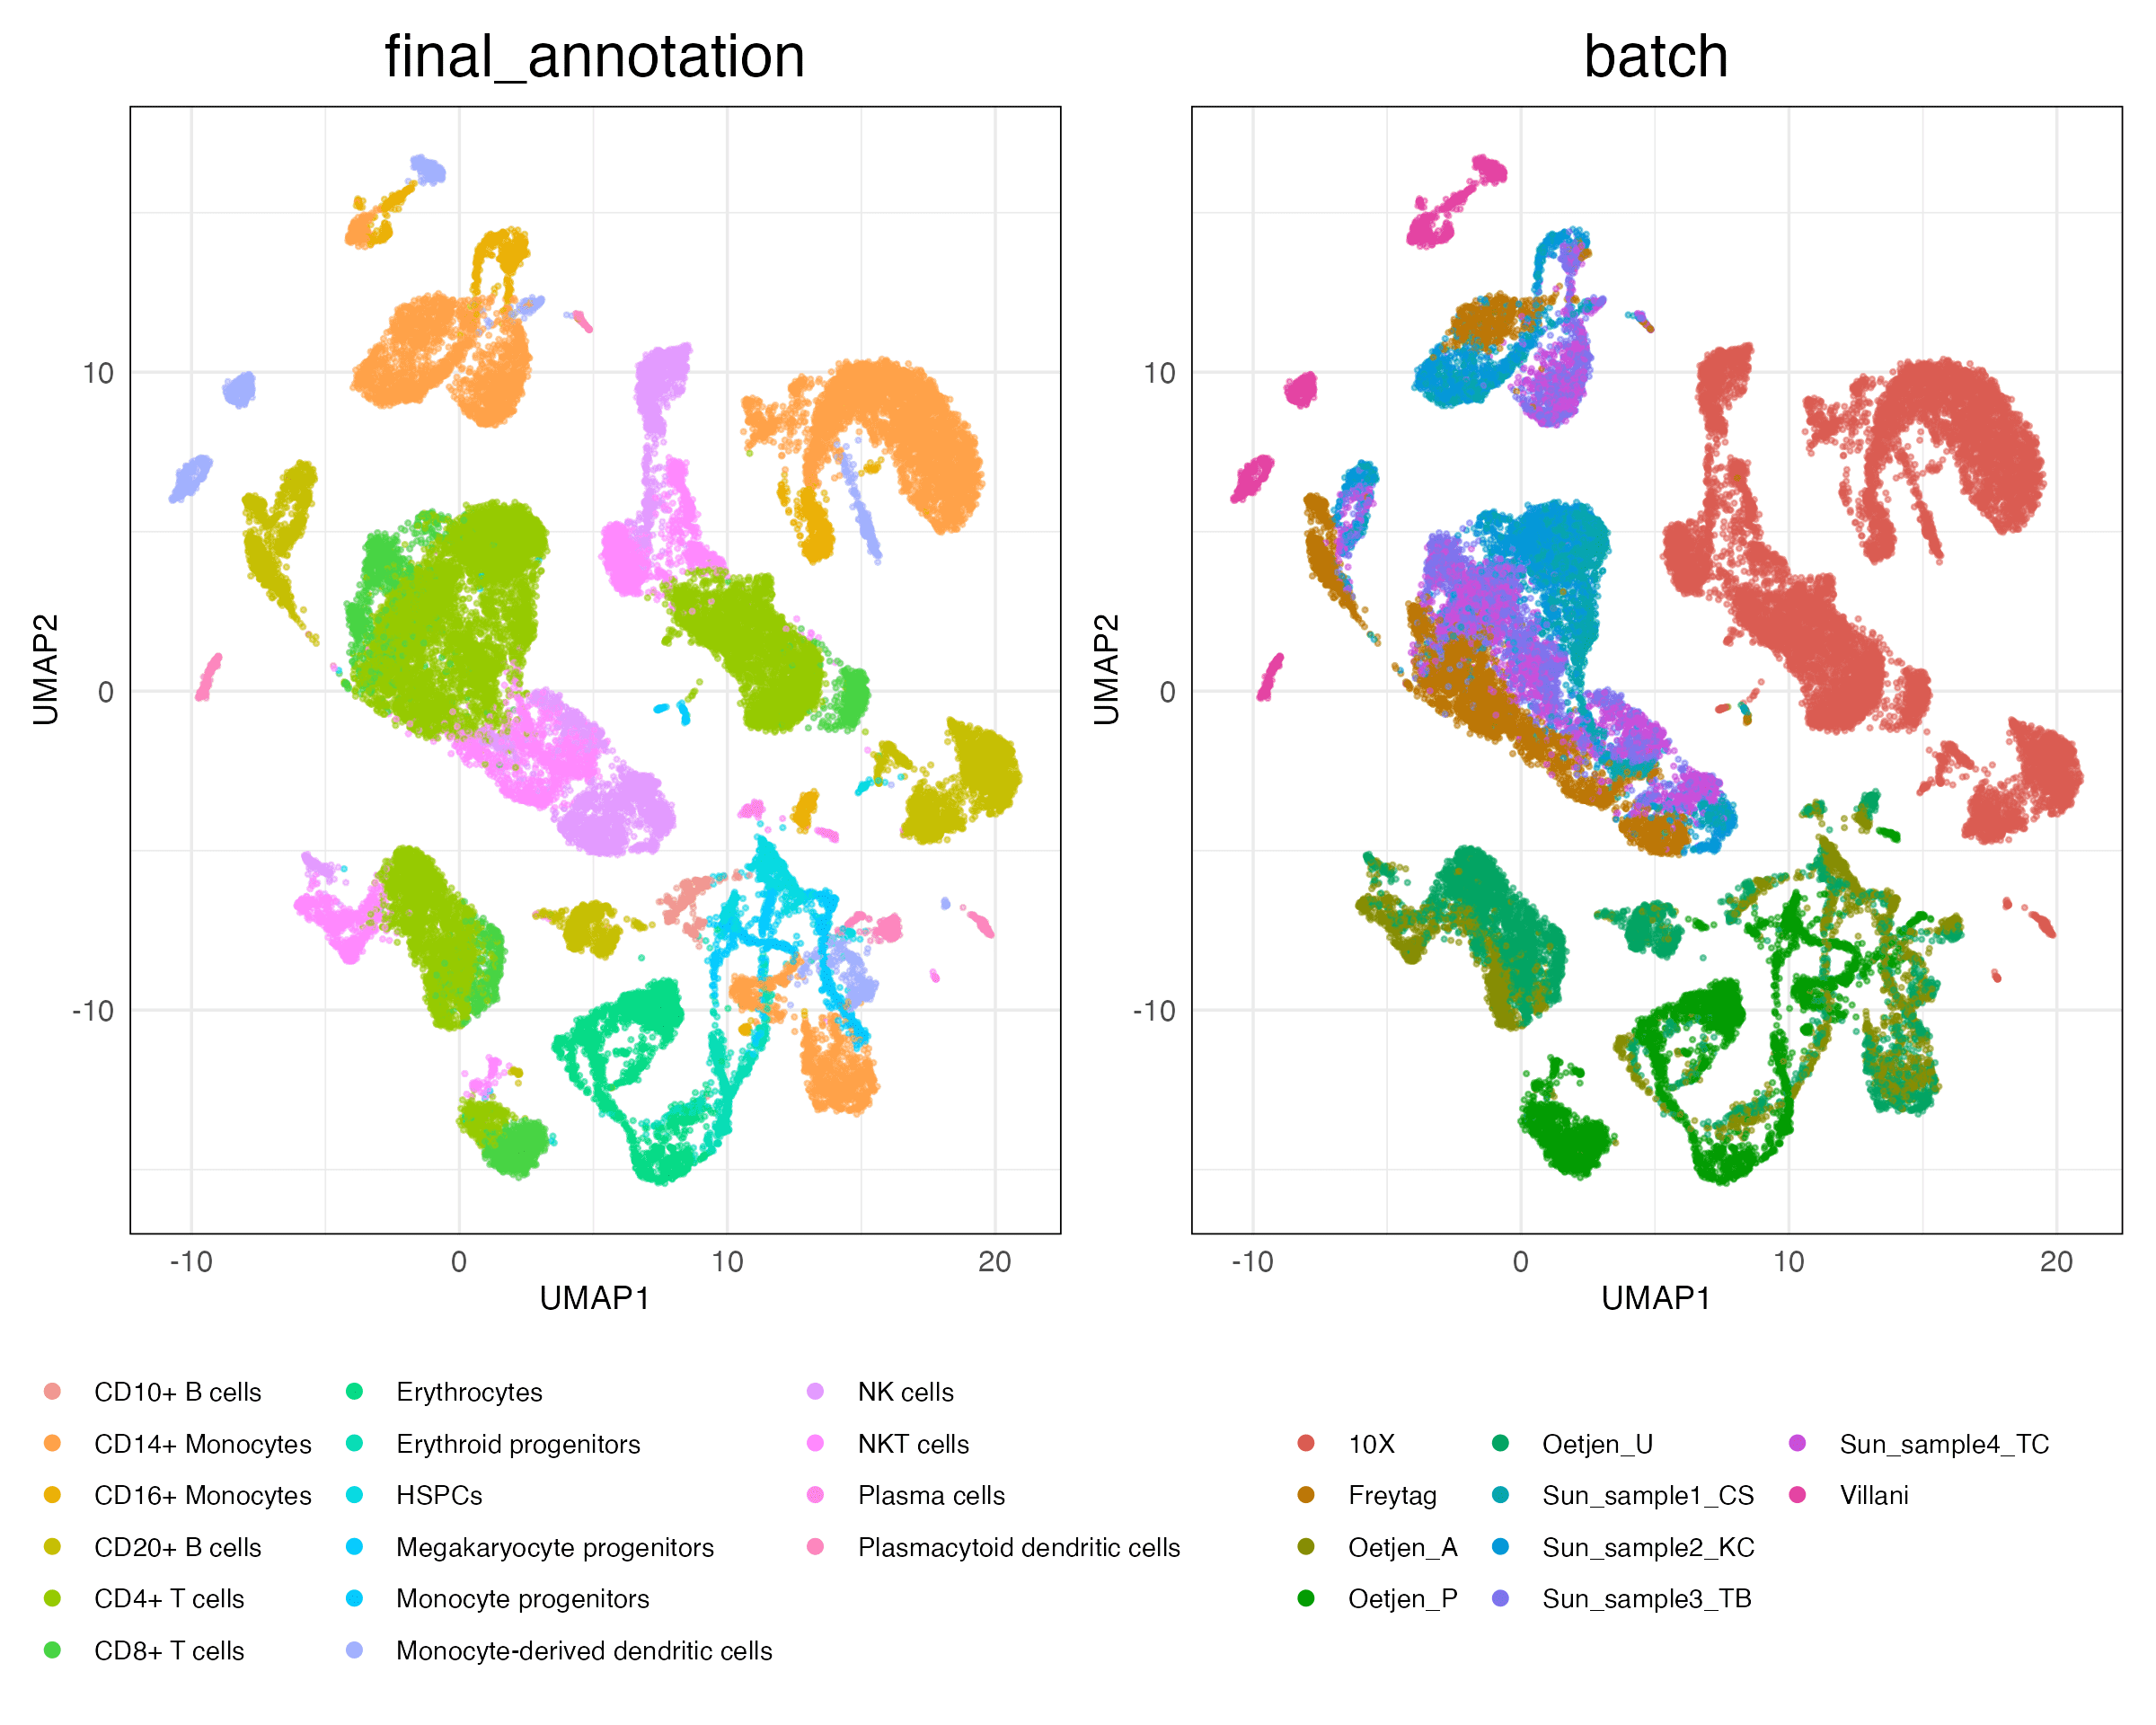 final_annotation
batch
UMAP2
10
0
-10
-10
0
10
20
UMAP1
UMAP2
10
0
-10
-10
0
10
20
UMAP1
CD10+ B cells
CD14+ Monocytes
CD16+ Monocytes
CD20+ B cells
CD4+ T cells
CD8+ T cells
Erythrocytes
Erythroid progenitors
HSPCs
Megakaryocyte progenitors
Monocyte progenitors
Monocyte-derived dendritic cells
NK cells
NKT cells
Plasma cells
Plasmacytoid dendritic cells
10X
Freytag
Oetjen_A
Oetjen_P
Oetjen_U
Sun_sample1_CS
Sun_sample2_KC
Sun_sample3_TB
Sun_sample4_TC
Villani